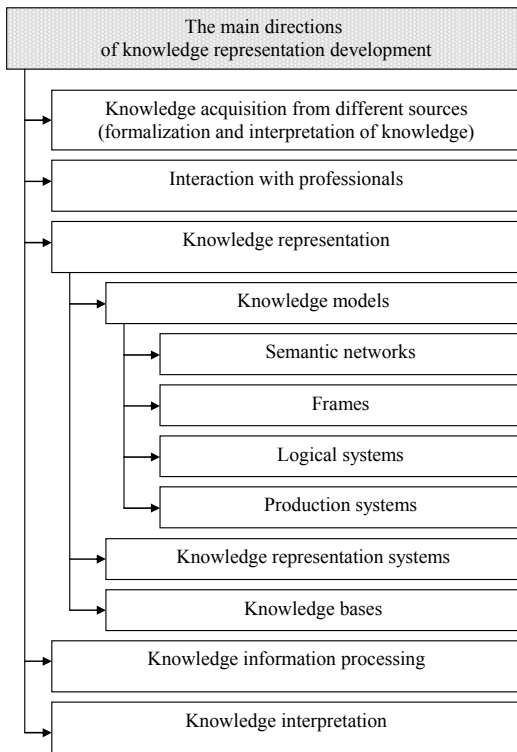 The main directions
of knowledge representation development
Knowledge acquisition from different sources
(formalization and interpretation of knowledge)
Interaction with professionals
Knowledge representation
Knowledge models
Semantic networks
Frames
Logical systems
Production systems
Knowledge representation systems
Knowledge bases
Knowledge information processing
Knowledge interpretation